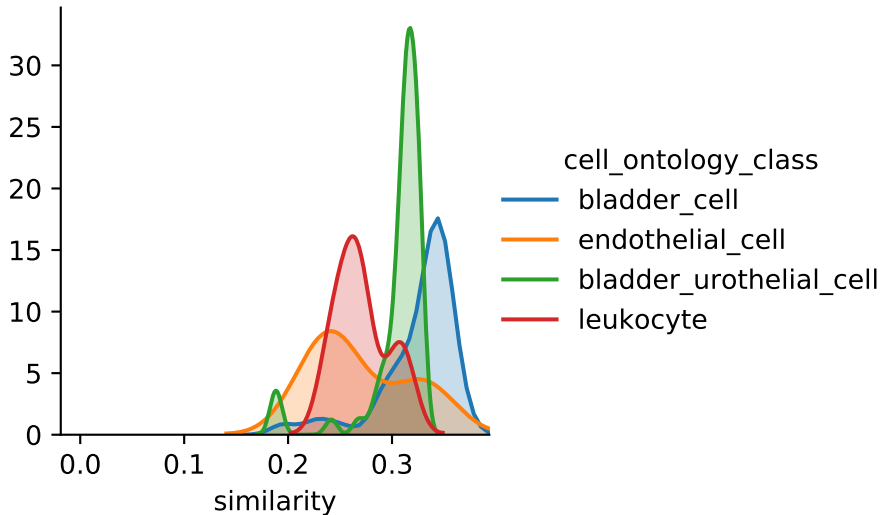 30
25
20
15
10
5
0
0.0 0.1 0.2 0.3
similarity
cell_ontology_class
bladder_cell
endothelial_cell
bladder_urothelial_cell
leukocyte